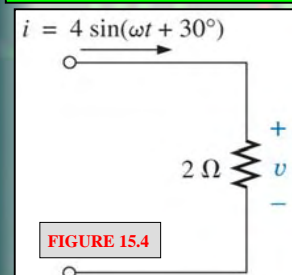 i = 4 sin(ωt + 30°)
+
2 Ω
v
−
FIGURE 15.4